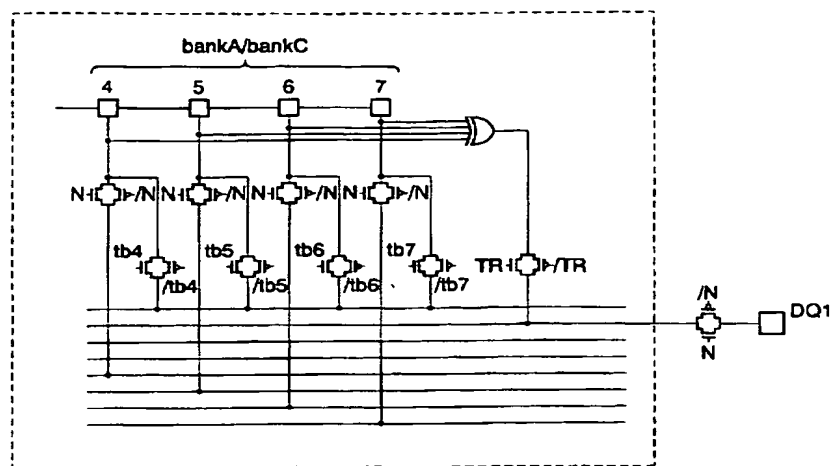 bankA/bankC
4 5 6 7
N /N N /N N /N N /N
tb4 tb5 tb6 tb7 TR /TR
/tb4 /tb5 /tb6 /tb7
/N
DQ1
N